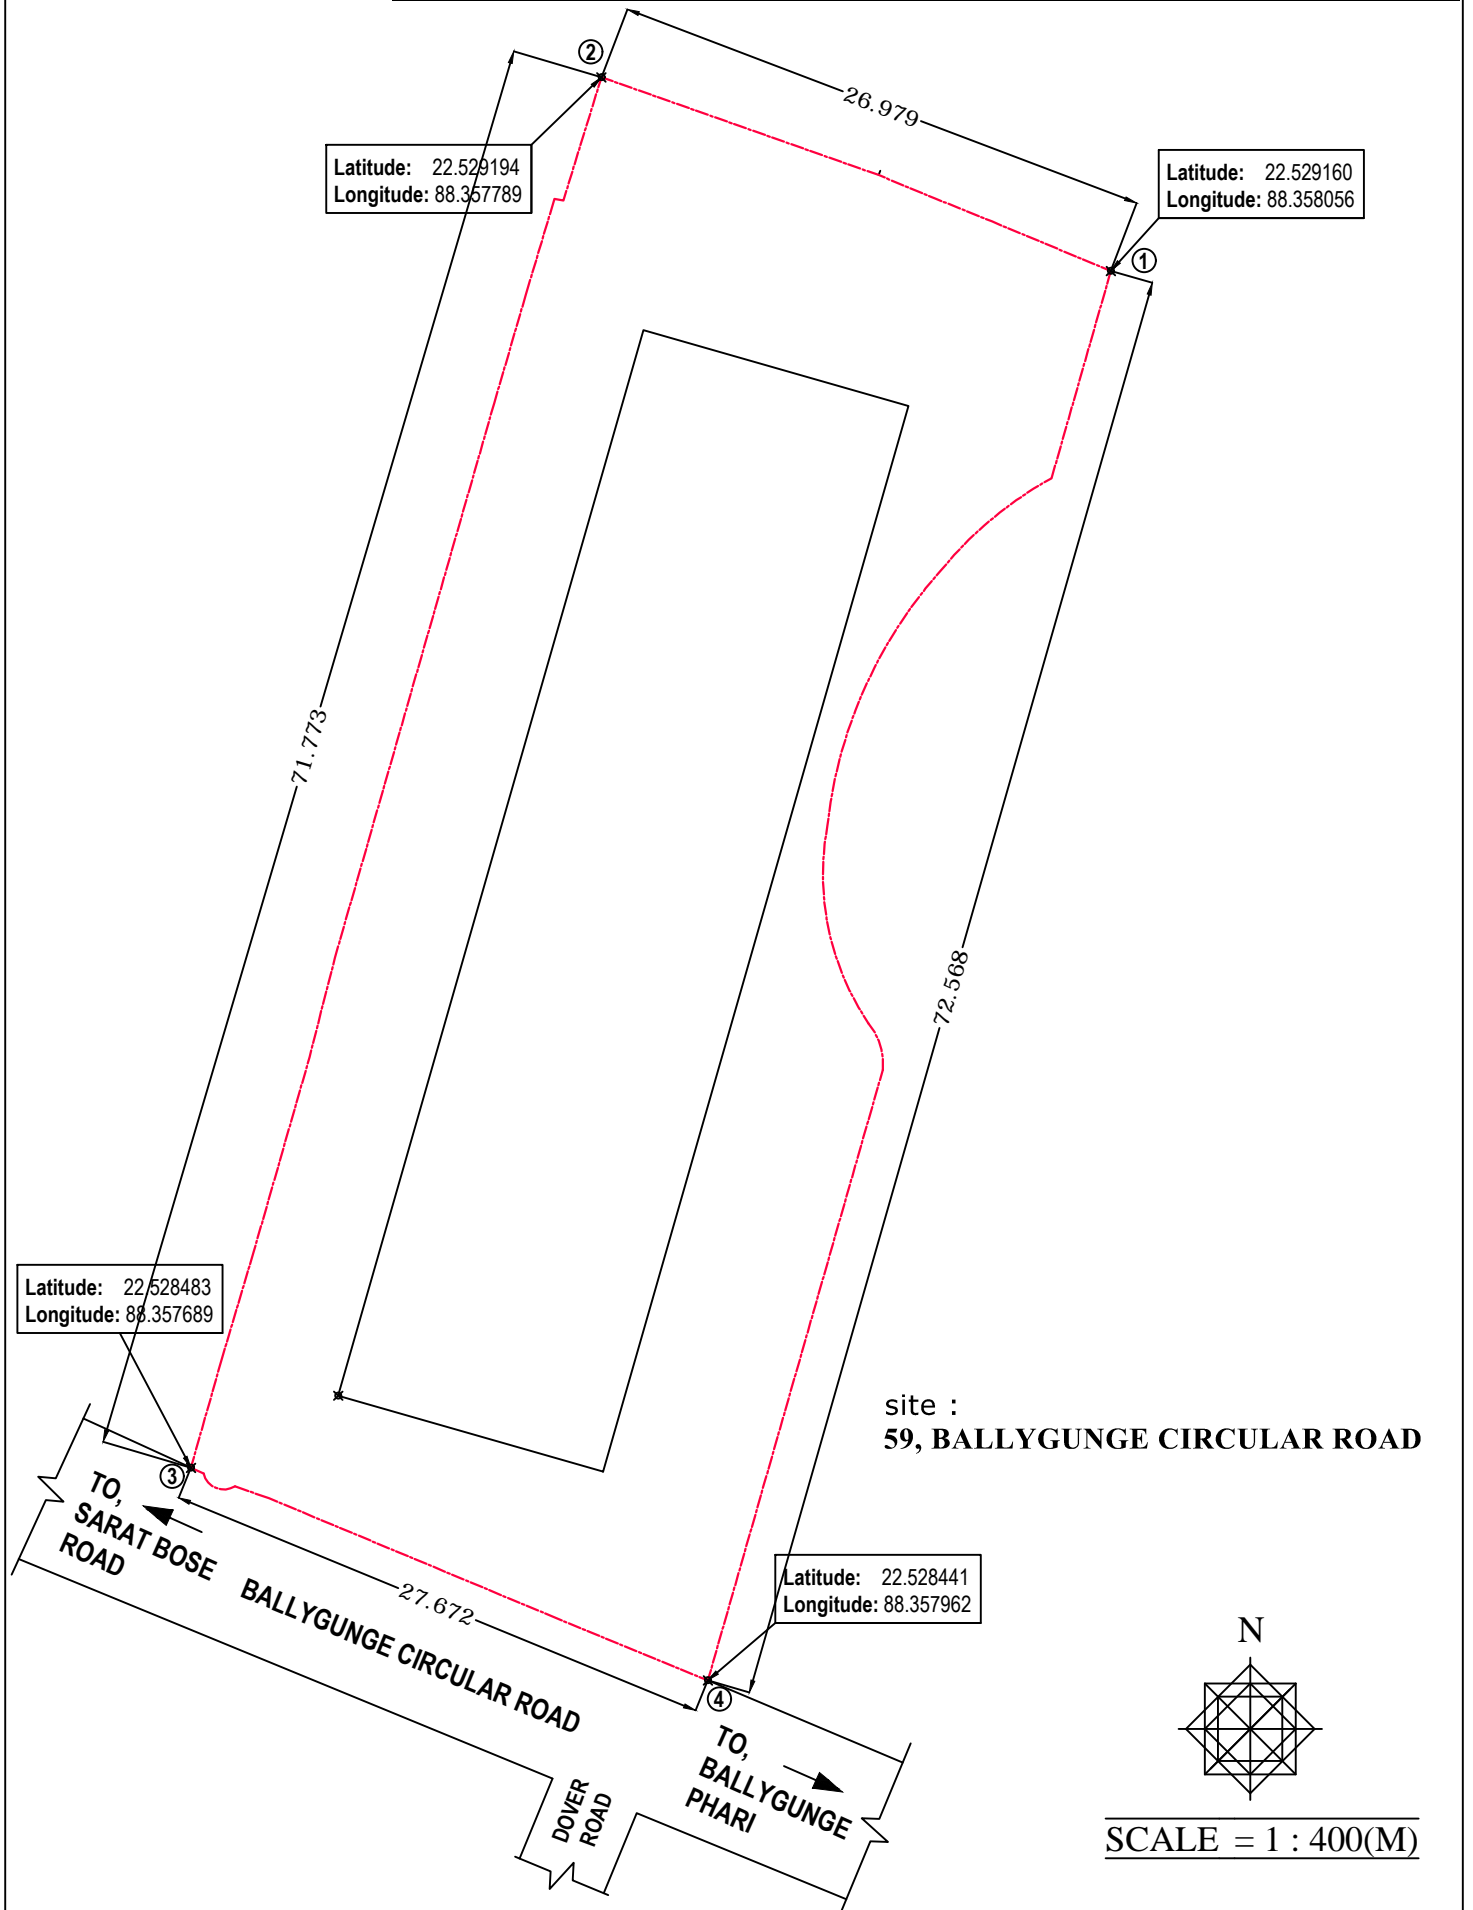 2
26.979
Latitude: 22.529194
Longitude: 88.357789
Latitude: 22.529160
Longitude: 88.358056
1
71.773
72.568
Latitude: 22.528483
Longitude: 88.357689
site :
59, BALLYGUNGE CIRCULAR ROAD
3
TO,
SARAT BOSE
ROAD
27.672
BALLYGUNGE CIRCULAR ROAD
Latitude: 22.528441
Longitude: 88.357962
4
TO,
BALLYGUNGE
PHARI
DOVER
ROAD
N
SCALE = 1 : 400(M)